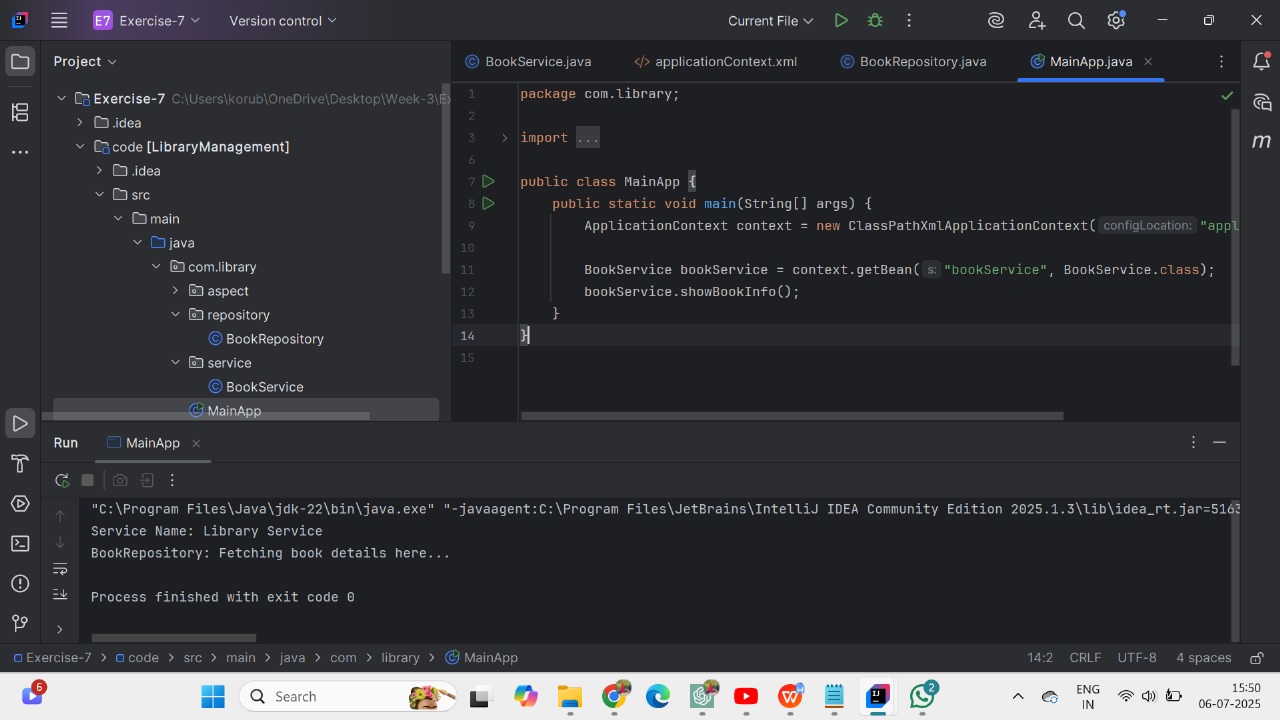 E7 Exercise-7 Version control Current File
Project
BookService.java applicationContext.xml BookRepository.java MainApp.java
Exercise-7 C:\Users\korub\OneDrive\Desktop\Week-3\E
.idea
code [LibraryManagement]
.idea
src
main
java
com.library
aspect
repository
BookRepository
service
BookService
MainApp
1 package com.library;
2
3 import ...
6
7 public class MainApp {
8 public static void main(String[] args) {
9 ApplicationContext context = new ClassPathXmlApplicationContext( configLocation: "appl
10
11 BookService bookService = context.getBean( s: "bookService", BookService.class);
12 bookService.showBookInfo();
13 }
14 }
15
m
Run MainApp
"C:\Program Files\Java\jdk-22\bin\java.exe" "-javaagent:C:\Program Files\JetBrains\IntelliJ IDEA Community Edition 2025.1.3\lib\idea_rt.jar=5163
Service Name: Library Service
BookRepository: Fetching book details here...
Process finished with exit code 0
Exercise-7 > code > src > main > java > com > library > MainApp 14:2 CRLF UTF-8 4 spaces
6 Search 2 ENG 15:50
IN 06-07-2025